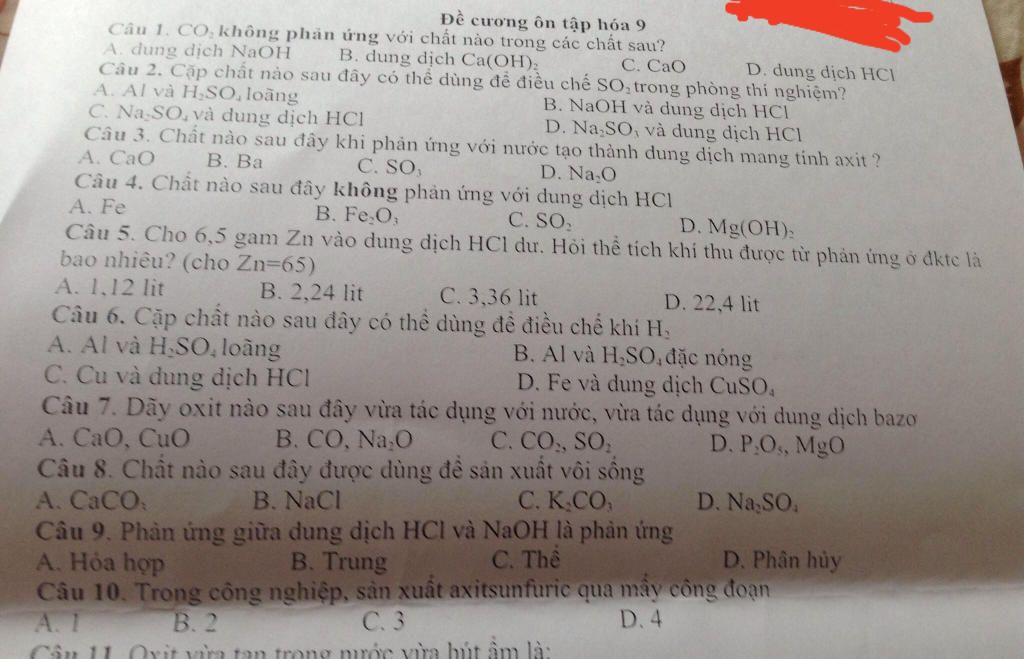 Đề cương ôn tập hóa 9
Câu 1. CO₂ không phản ứng với chất nào trong các chất sau?
A. dung dịch NaOH B. dung dịch Ca(OH)₂ C. CaO D. dung dịch HCl
Câu 2. Cặp chất nào sau đây có thể dùng để điều chế SO₂ trong phòng thí nghiệm?
A. Al và H₂SO₄ loãng B. NaOH và dung dịch HCl
C. Na₂SO₄ và dung dịch HCl D. Na₂SO₃ và dung dịch HCl
Câu 3. Chất nào sau đây khi phản ứng với nước tạo thành dung dịch mang tính axit ?
A. CaO B. Ba C. SO₃ D. Na₂O
Câu 4. Chất nào sau đây không phản ứng với dung dịch HCl
A. Fe B. Fe₂O₃ C. SO₂ D. Mg(OH)₂
Câu 5. Cho 6,5 gam Zn vào dung dịch HCl dư. Hỏi thể tích khí thu được từ phản ứng ở đktc là
bao nhiêu? (cho Zn=65)
A. 1,12 lit B. 2,24 lit C. 3,36 lit D. 22,4 lit
Câu 6. Cặp chất nào sau đây có thể dùng để điều chế khí H₂
A. Al và H₂SO₄ loãng B. Al và H₂SO₄ đặc nóng
C. Cu và dung dịch HCl D. Fe và dung dịch CuSO₄
Câu 7. Dãy oxit nào sau đây vừa tác dụng với nước, vừa tác dụng với dung dịch bazơ
A. CaO, CuO B. CO, Na₂O C. CO₂, SO₂ D. P₂O₅, MgO
Câu 8. Chất nào sau đây được dùng để sản xuất vôi sống
A. CaCO₃ B. NaCl C. K₂CO₃ D. Na₂SO₄
Câu 9. Phản ứng giữa dung dịch HCl và NaOH là phản ứng
A. Hóa hợp B. Trung C. Thế D. Phân hủy
Câu 10. Trong công nghiệp, sản xuất axitsunfuric qua mấy công đoạn
A. 1 B. 2 C. 3 D. 4
Câu 11. Oxit vừa tan trong nước vừa hút ẩm là: